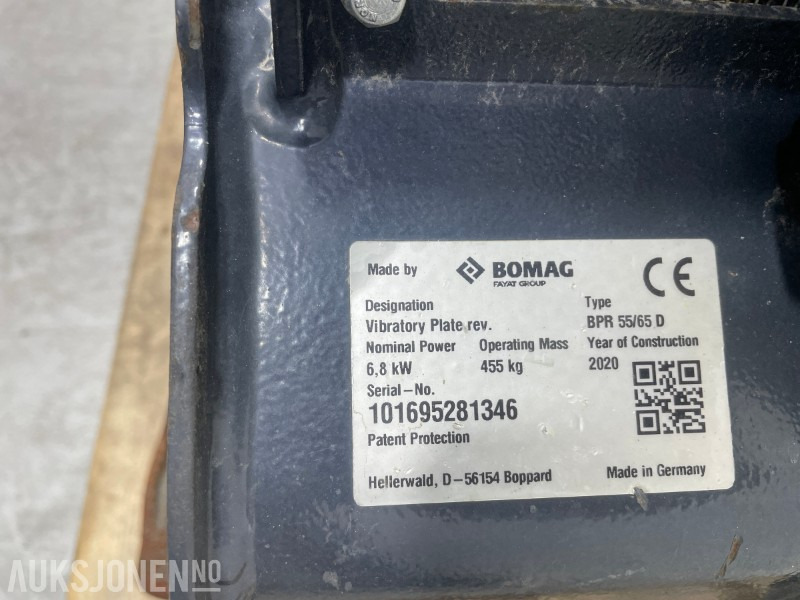 Made by BOMAG CE
FAYAT GROUP
Designation Type
Vibratory Plate rev. BPR 55/65 D
Nominal Power Operating Mass Year of Construction
6,8 kW 455 kg 2020
Serial-No.
101695281346
Patent Protection
Hellerwald, D-56154 Boppard Made in Germany
AUKSJONEN.NO